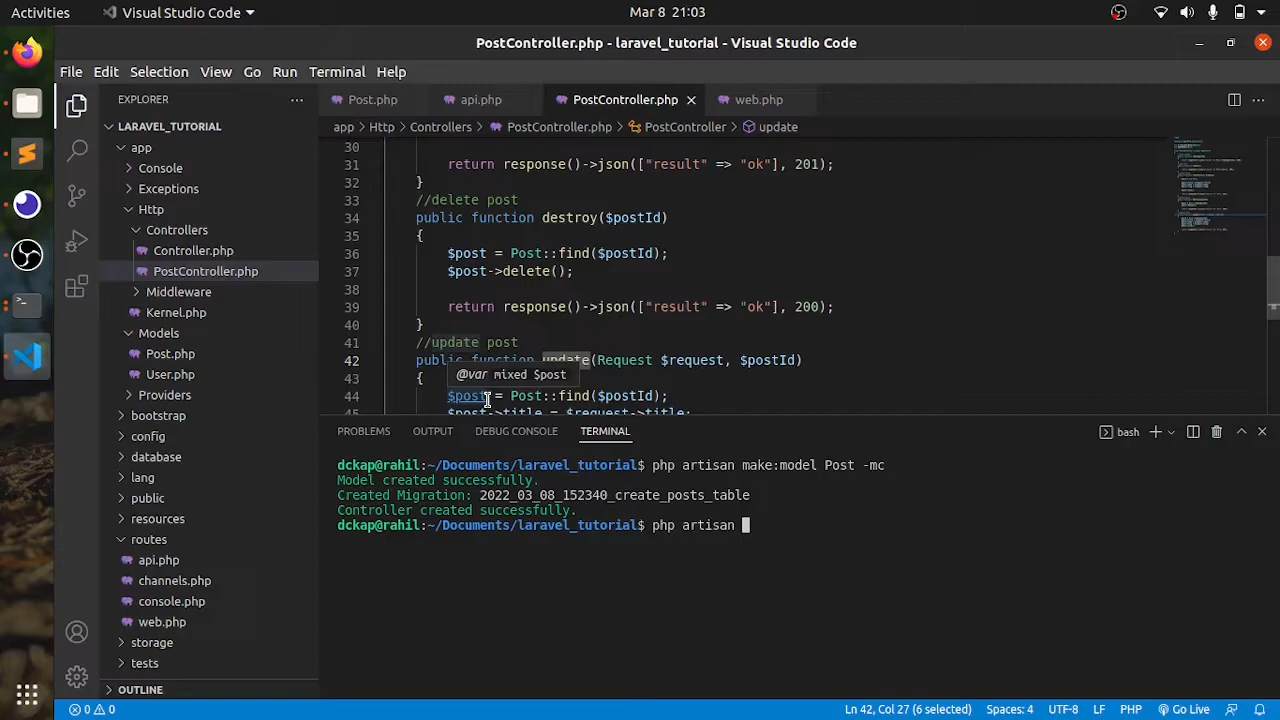 Activities
Visual Studio Code
Mar 8 21:03
PostController.php - laravel_tutorial - Visual Studio Code
File Edit Selection View Go Run Terminal Help
EXPLORER
Post.php
api.php
PostController.php
web.php
LARAVEL_TUTORIAL
app
Console
Exceptions
Http
Controllers
Controller.php
PostController.php
Middleware
Kernel.php
Models
Post.php
User.php
Providers
bootstrap
config
database
lang
public
resources
routes
api.php
channels.php
console.php
web.php
storage
tests
OUTLINE
app > Http > Controllers > PostController.php > PostController > update
30
31 return response()->json(["result" => "ok"], 201);
32 }
33 //delete post
34 public function destroy($postId)
35 {
36 $post = Post::find($postId);
37 $post->delete();
38
39 return response()->json(["result" => "ok"], 200);
40 }
41 //update post
42 public function update(Request $request, $postId)
@var mixed $post
43 {
44 $post = Post::find($postId);
45 $post->title = $request->title;
PROBLEMS OUTPUT DEBUG CONSOLE TERMINAL
bash
dckap@rahil:~/Documents/laravel_tutorial$ php artisan make:model Post -mc
Model created successfully.
Created Migration: 2022_03_08_152340_create_posts_table
Controller created successfully.
dckap@rahil:~/Documents/laravel_tutorial$ php artisan
0 0
Ln 42, Col 27 (6 selected)
Spaces: 4
UTF-8
LF
PHP
Go Live